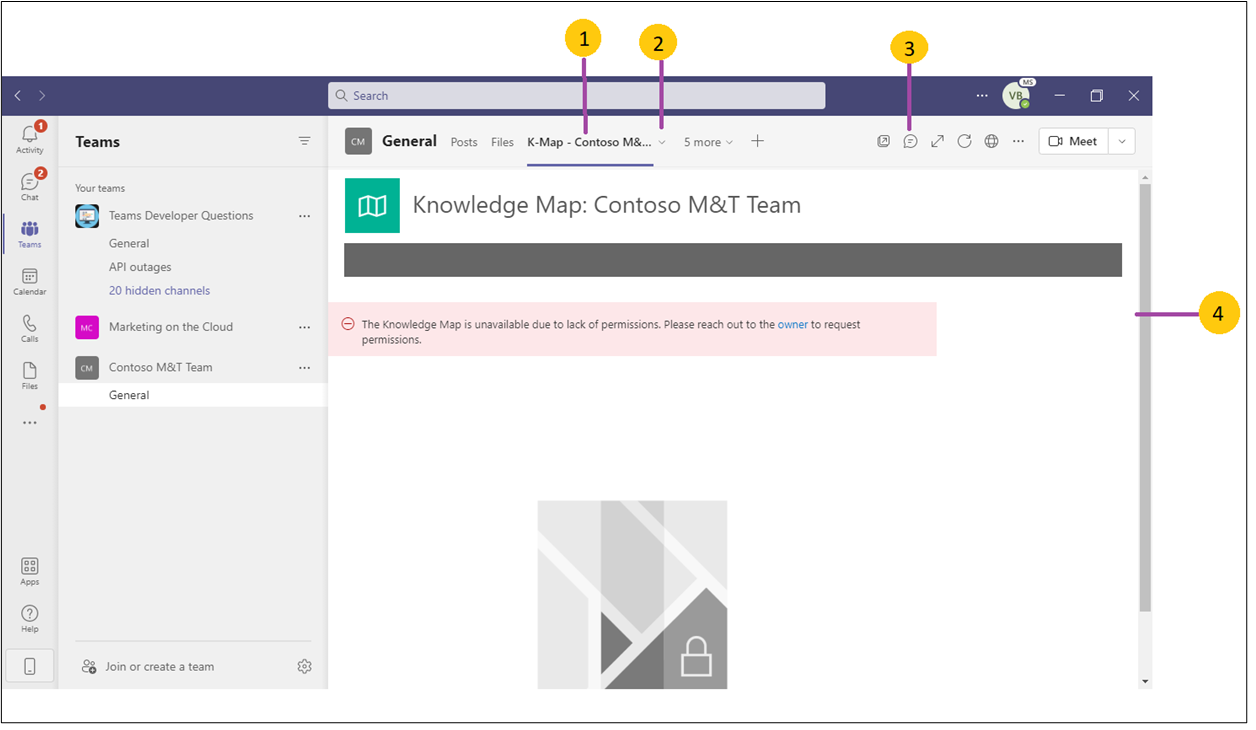 1
2
3
4
Search
MS
VB
1
Activity
2
Chat
Teams
Calendar
Calls
Files
Apps
Help
Teams
Your teams
Teams Developer Questions
General
API outages
20 hidden channels
MC Marketing on the Cloud
CM Contoso M&T Team
General
Join or create a team
CM General Posts Files K-Map - Contoso M&... 5 more Meet
Knowledge Map: Contoso M&T Team
The Knowledge Map is unavailable due to lack of permissions. Please reach out to the owner to request
permissions.